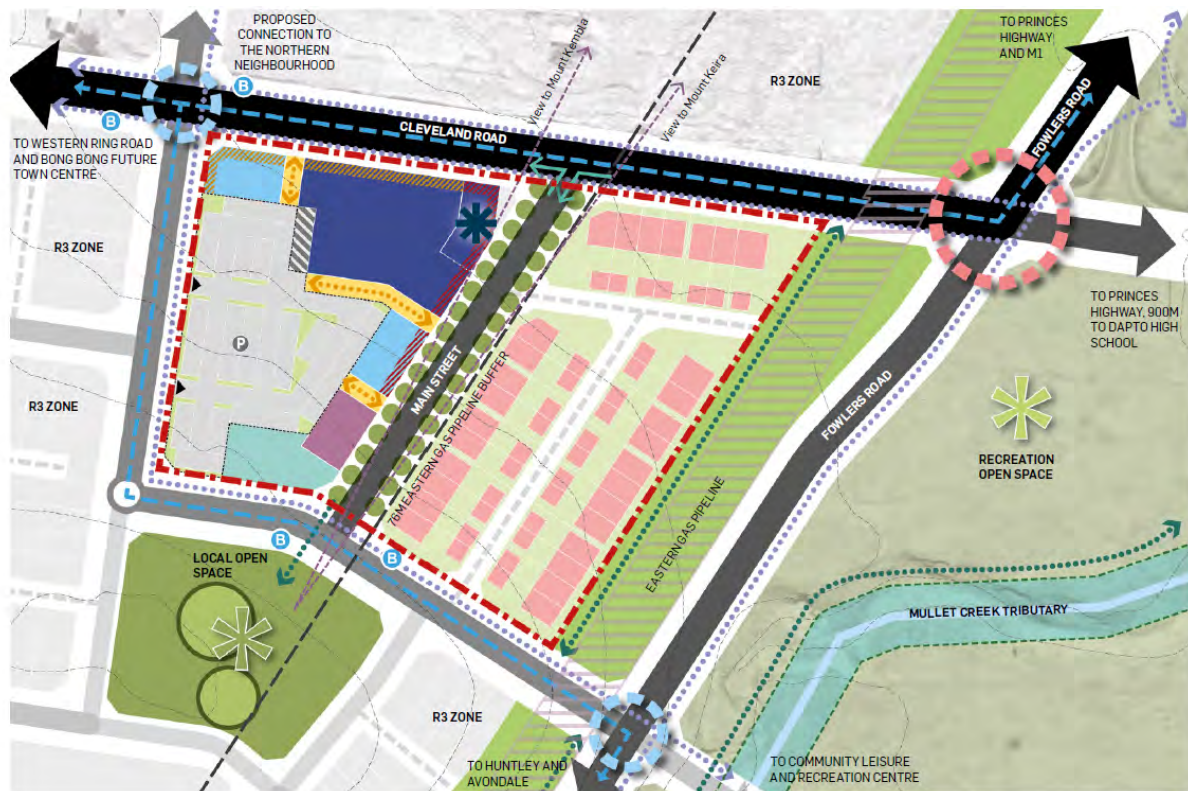 PROPOSED
CONNECTION TO
THE NORTHERN
NEIGHBOURHOOD
TO PRINCES
HIGHWAY
AND M1
View to Mount Kembla
View to Mount Keira
R3 ZONE
B
B
CLEVELAND ROAD
FOWLERS ROAD
TO WESTERN RING ROAD
AND BONG BONG FUTURE
TOWN CENTRE
R3 ZONE
TO PRINCES
HIGHWAY, 900M
TO DAPTO HIGH
SCHOOL
P
MAIN STREET
76M EASTERN GAS PIPELINE BUFFER
FOWLERS ROAD
R3 ZONE
RECREATION
OPEN SPACE
EASTERN GAS PIPELINE
B
B
LOCAL OPEN
SPACE
MULLET CREEK TRIBUTARY
R3 ZONE
TO HUNTLEY AND
AVONDALE
TO COMMUNITY LEISURE
AND RECREATION CENTRE